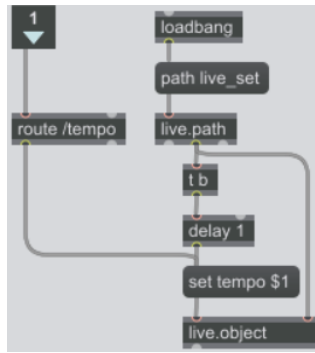 1
loadbang
path live_set
route /tempo
live.path
t b
delay 1
set tempo $1
live.object